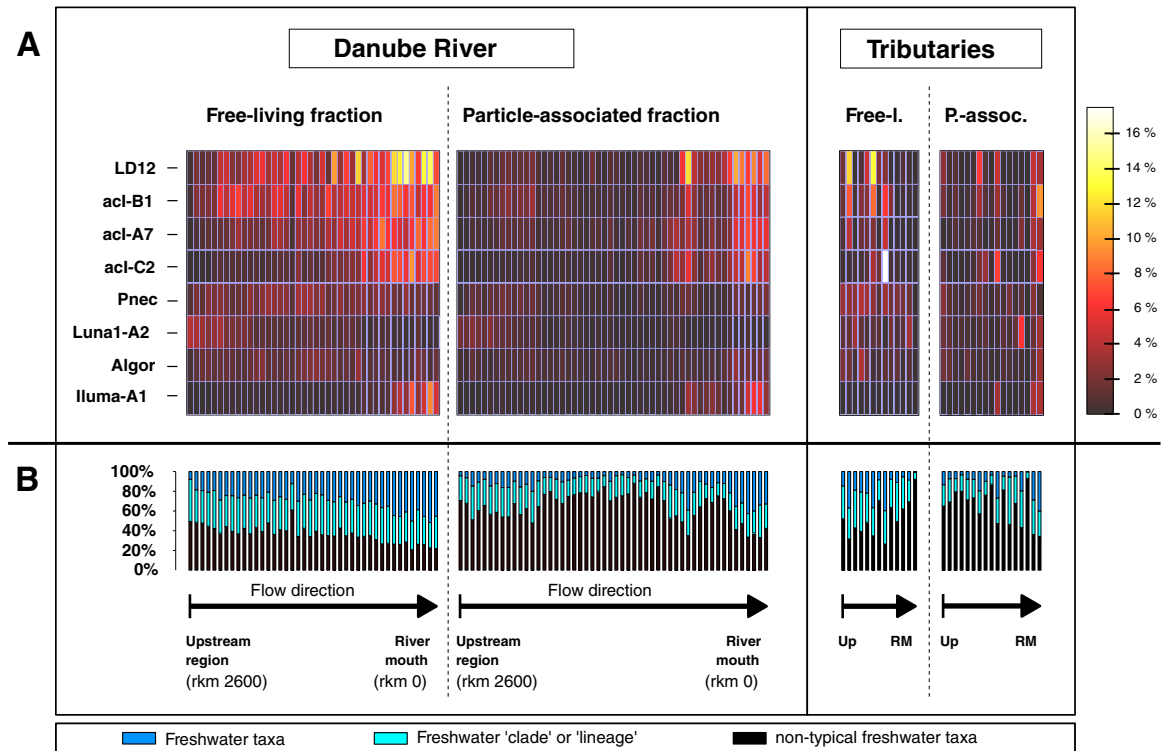 A
Danube River
Tributaries
Free-living fraction
Particle-associated fraction
Free-l.
P.-assoc.
LD12
acI-B1
acI-A7
acI-C2
Pnec
Luna1-A2
Algor
Iluma-A1
16 %
14 %
12 %
10 %
8 %
6 %
4 %
2 %
0 %
B
100%
80%
60%
40%
20%
0%
Flow direction
Flow direction
Upstream region (rkm 2600)
River mouth (rkm 0)
Upstream region (rkm 2600)
River mouth (rkm 0)
Up
RM
Up
RM
Freshwater taxa
Freshwater 'clade' or 'lineage'
non-typical freshwater taxa